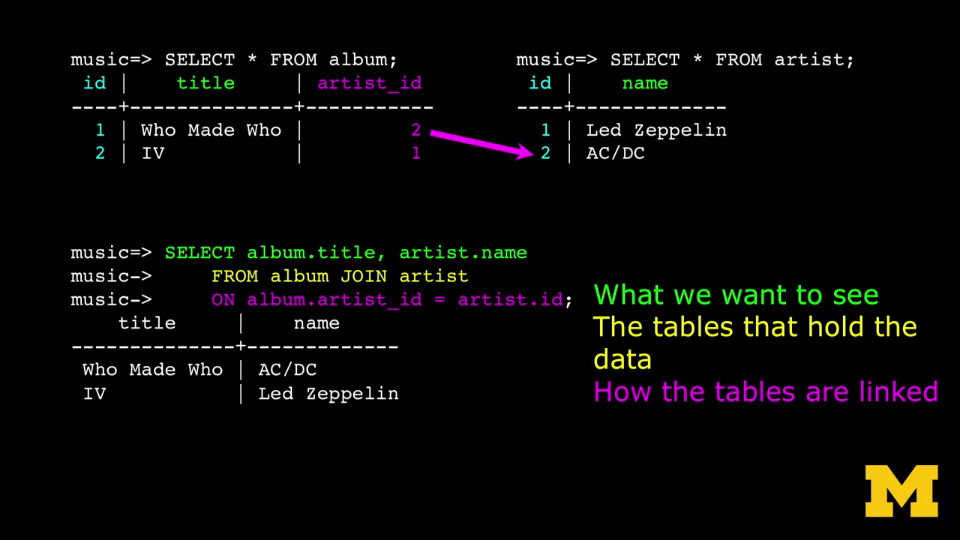 music=> SELECT * FROM album;
id | title | artist_id
----+--------------+-----------
1 | Who Made Who | 2
2 | IV | 1
music=> SELECT * FROM artist;
id | name
----+-------------
1 | Led Zeppelin
2 | AC/DC
music=> SELECT album.title, artist.name
music-> FROM album JOIN artist
music-> ON album.artist_id = artist.id;
title | name
--------------+-------------
Who Made Who | AC/DC
IV | Led Zeppelin
What we want to see
The tables that hold the
data
How the tables are linked
M